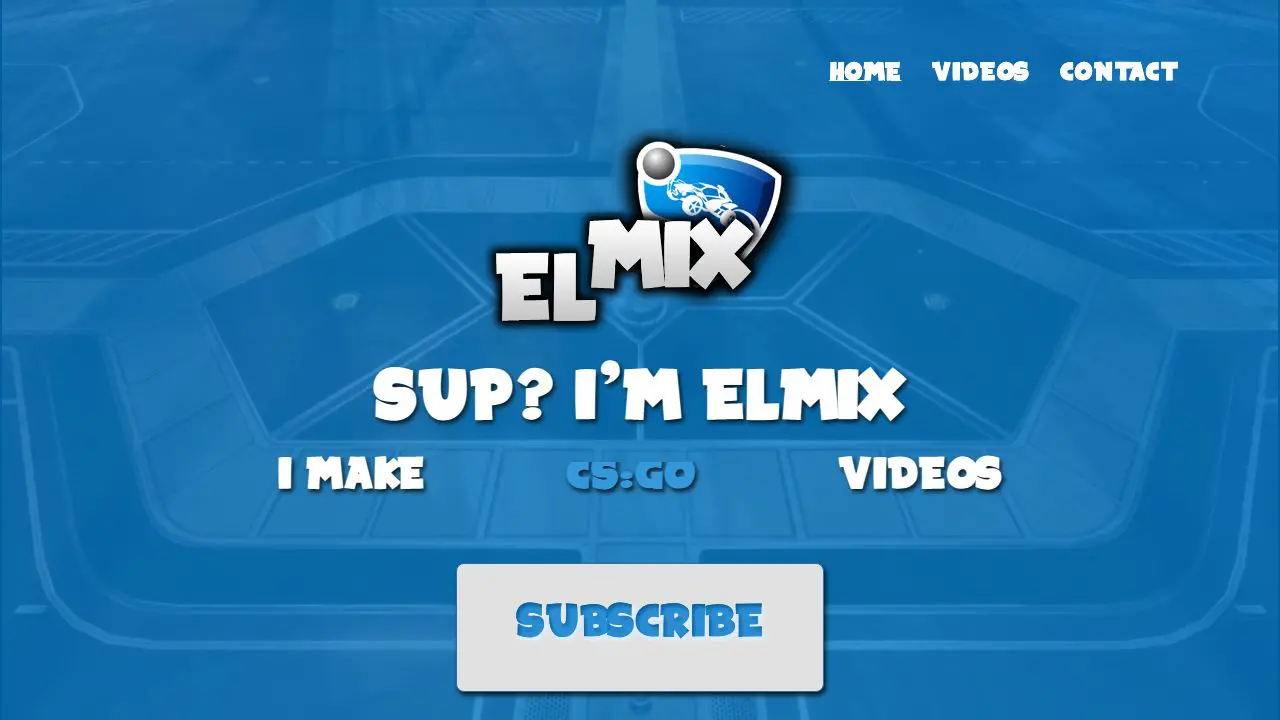 HOME VIDEOS CONTACT
ELMIX
SUP? I'M ELMIX
I MAKE CS:GO VIDEOS
SUBSCRIBE